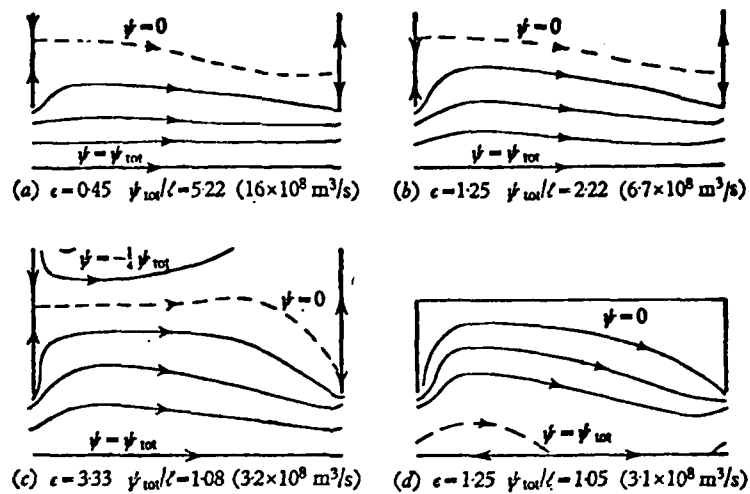 ψ=0
ψ=ψtot
(a) ϵ=0·45 ψtot/ℓ=5·22 (16×10⁸ m³/s)
ψ=0
ψ=ψtot
(b) ϵ=1·25 ψtot/ℓ=2·22 (6·7×10⁸ m³/s)
ψ=-¼ψtot
ψ=0
ψ=ψtot
(c) ϵ=3·33 ψtot/ℓ=1·08 (3·2×10⁸ m³/s)
ψ=0
ψ=ψtot
(d) ϵ=1·25 ψtot/ℓ=1·05 (3·1×10⁸ m³/s)